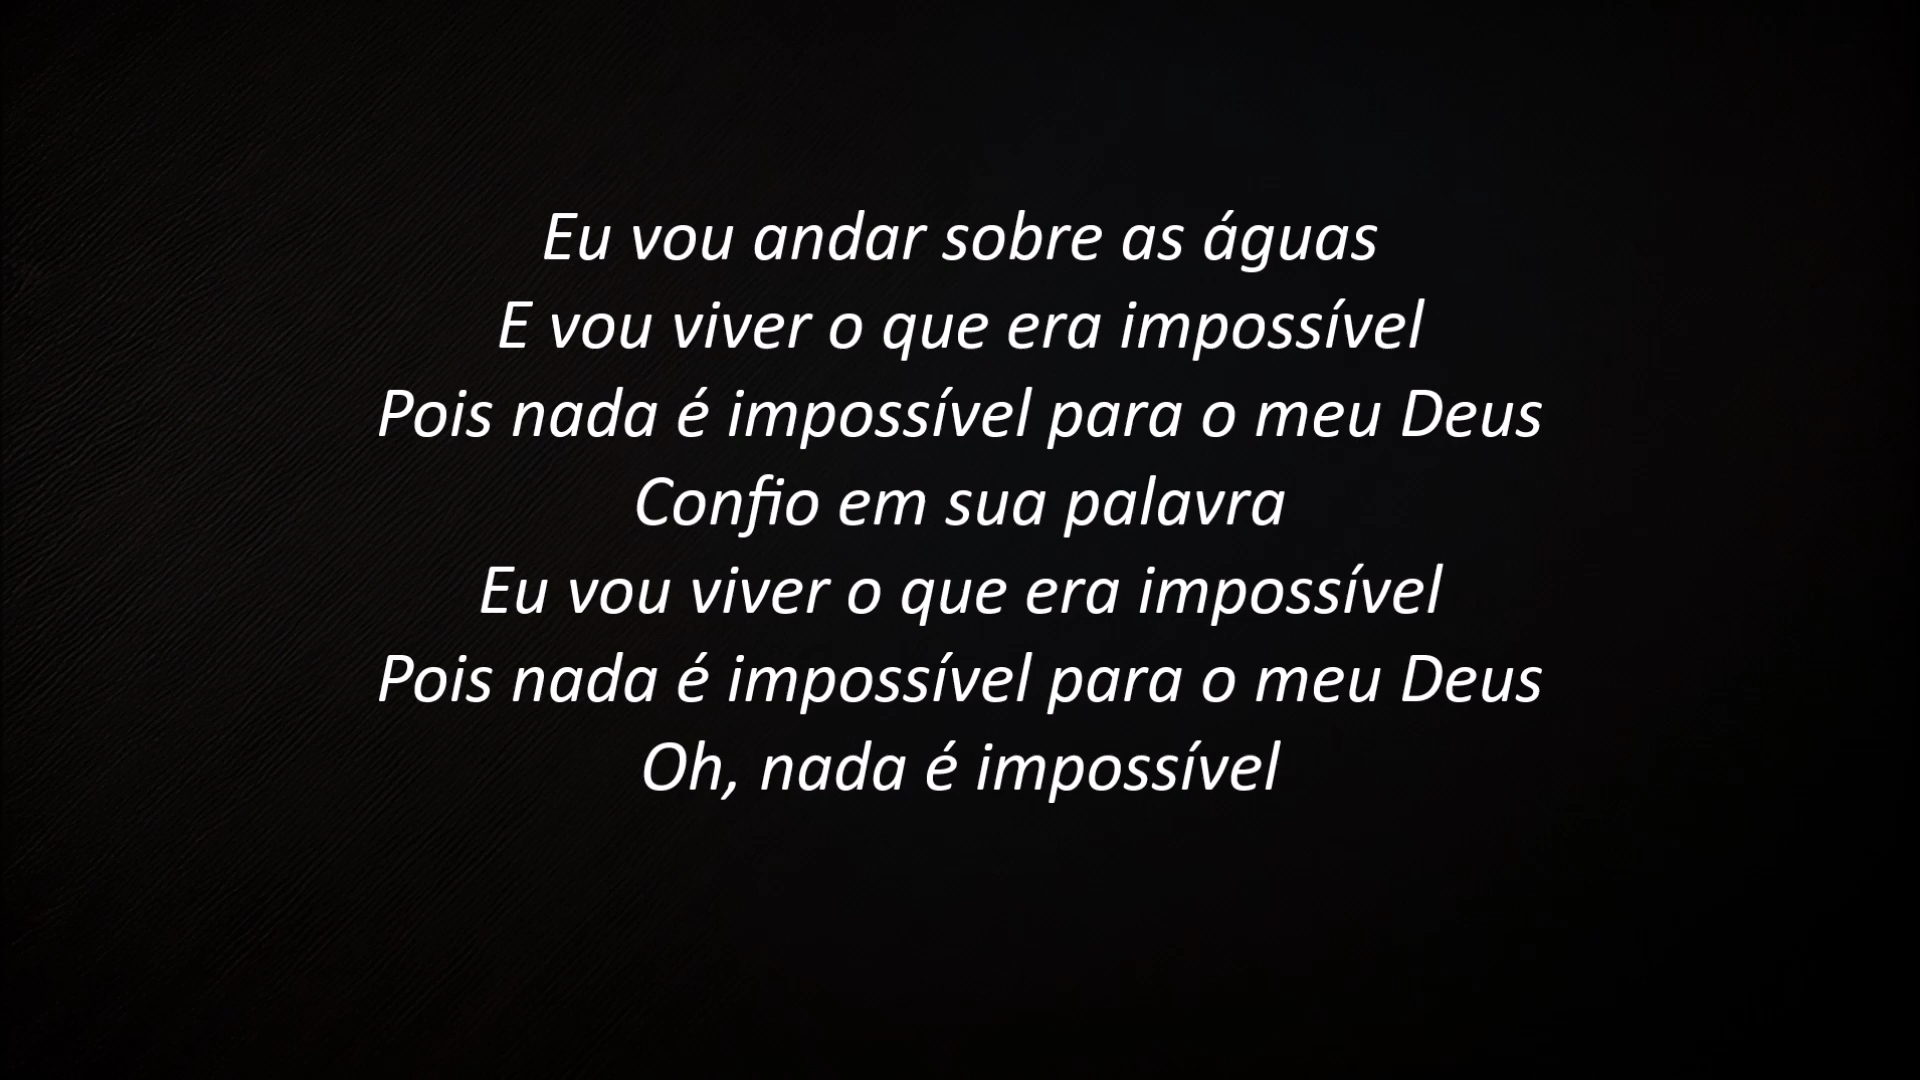 Eu vou andar sobre as águas
E vou viver o que era impossível
Pois nada é impossível para o meu Deus
Confio em sua palavra
Eu vou viver o que era impossível
Pois nada é impossível para o meu Deus
Oh, nada é impossível